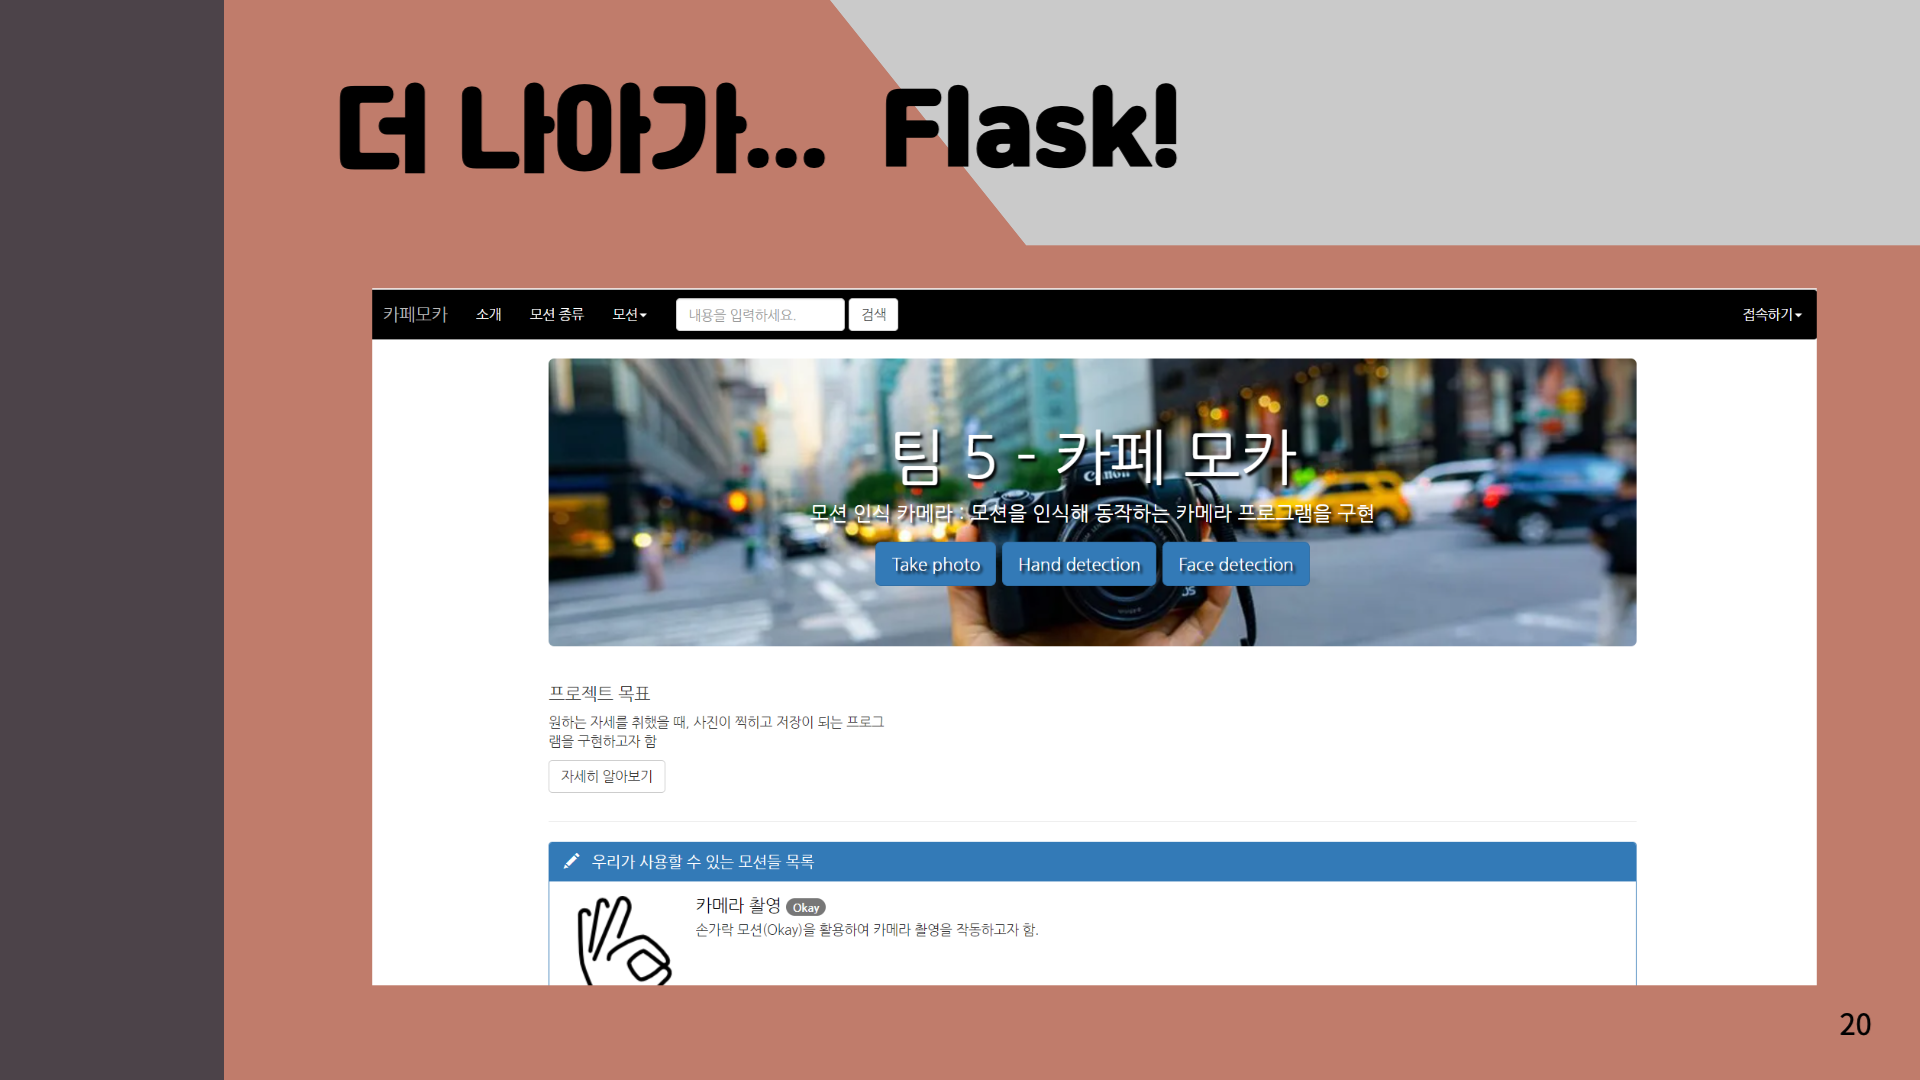 더 나아가... Flask!
카페모카 소개 모션 종류 모션 내용을 입력하세요. 검색 접속하기
팀 5 - 카페 모카
Canon
모션 인식 카메라 : 모션을 인식해 동작하는 카메라 프로그램을 구현
Take photo Hand detection Face detection
프로젝트 목표
원하는 자세를 취했을 때, 사진이 찍히고 저장이 되는 프로그
램을 구현하고자 함
자세히 알아보기
우리가 사용할 수 있는 모션들 목록
카메라 촬영 Okay
손가락 모션(Okay)을 활용하여 카메라 촬영을 작동하고자 함.
20